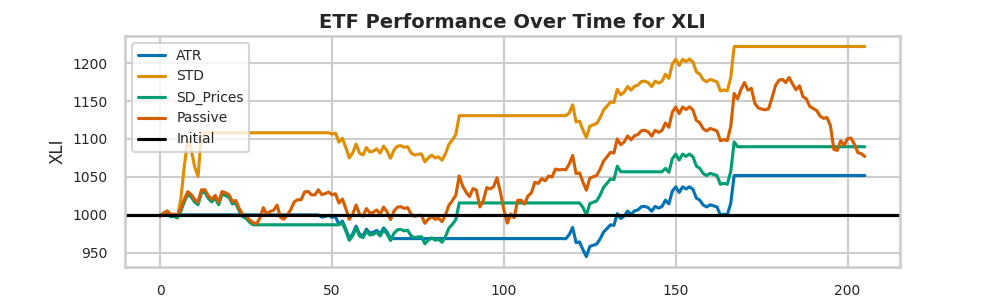 ETF Performance Over Time for XLI
XLI
1200
1150
1100
1050
1000
950
ATR
STD
SD_Prices
Passive
Initial
0
50
100
150
200